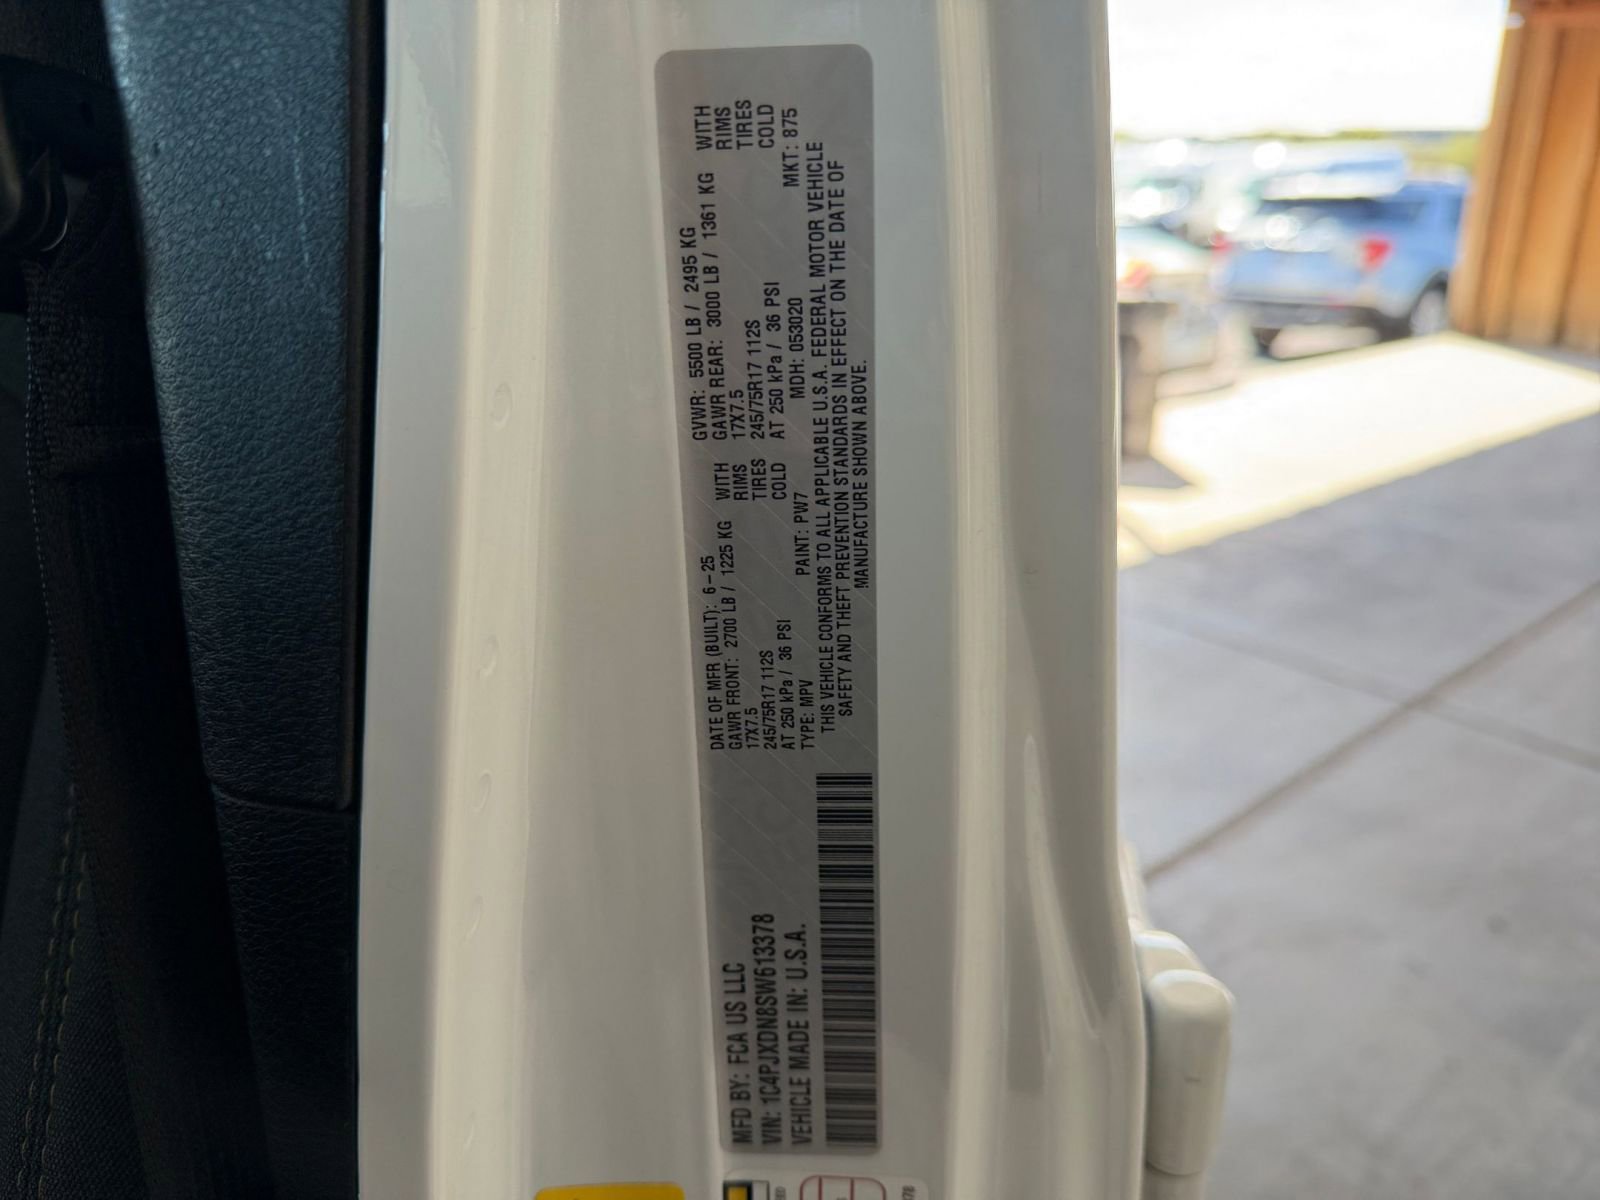 MFD BY: FCA US LLC
VIN: 1C4PJXDN8SW613378
VEHICLE MADE IN: U.S.A.
DATE OF MFR (BUILT): 6-25
GAWR FRONT: 2700 LB / 1225 KG WITH
17X7.5 RIMS
245/75R17 112S TIRES
AT 250 kPa / 36 PSI COLD
GVWR: 5500 LB / 2495 KG
GAWR REAR: 3000 LB / 1361 KG WITH
17X7.5 RIMS
245/75R17 112S TIRES
AT 250 kPa / 36 PSI COLD
TYPE: MPV PAINT: PW7 MDH: 053020 MKT: 875
THIS VEHICLE CONFORMS TO ALL APPLICABLE U.S.A. FEDERAL MOTOR VEHICLE
SAFETY AND THEFT PREVENTION STANDARDS IN EFFECT ON THE DATE OF
MANUFACTURE SHOWN ABOVE.